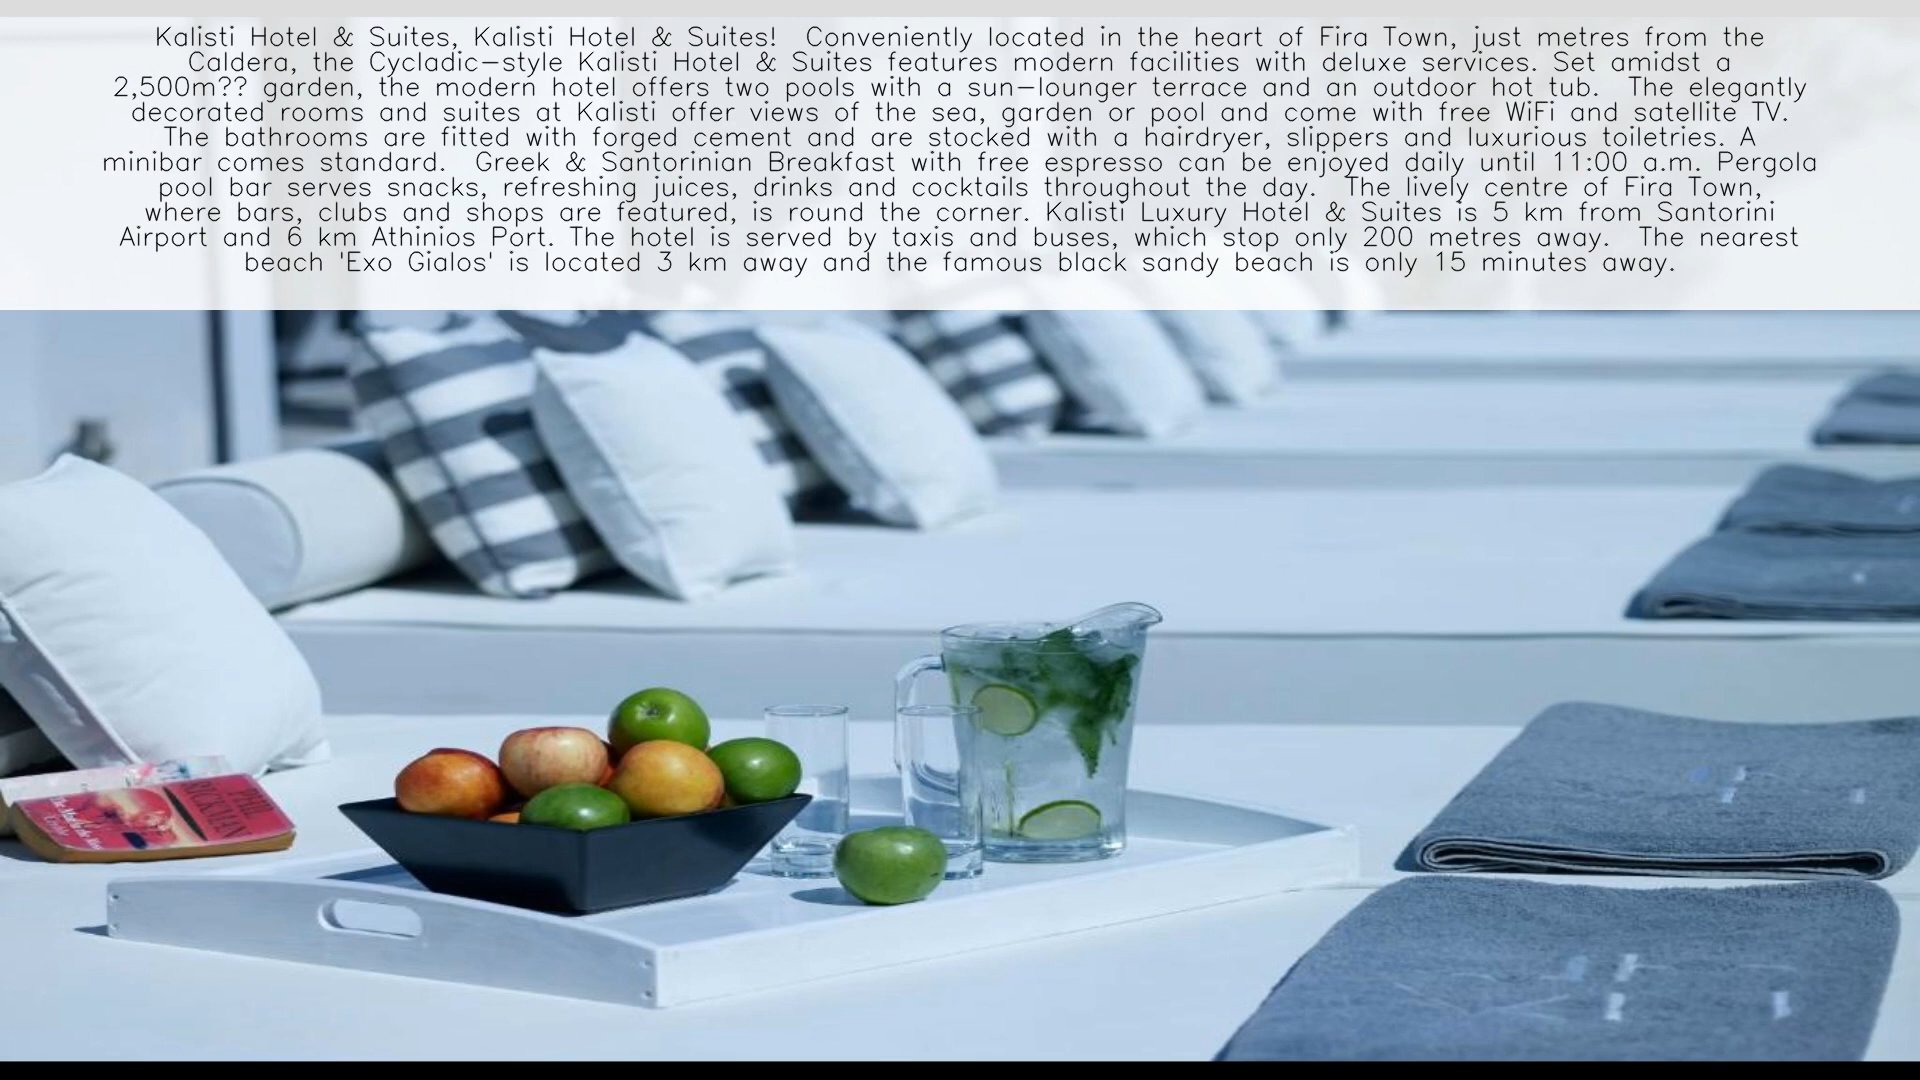 Kalisti Hotel & Suites, Kalisti Hotel & Suites!  Conveniently located in the heart of Fira Town, just metres from the
Caldera, the Cycladic-style Kalisti Hotel & Suites features modern facilities with deluxe services. Set amidst a
2,500m?? garden, the modern hotel offers two pools with a sun-lounger terrace and an outdoor hot tub.  The elegantly
decorated rooms and suites at Kalisti offer views of the sea, garden or pool and come with free WiFi and satellite TV.
The bathrooms are fitted with forged cement and are stocked with a hairdryer, slippers and luxurious toiletries. A
minibar comes standard.  Greek & Santorinian Breakfast with free espresso can be enjoyed daily until 11:00 a.m. Pergola
pool bar serves snacks, refreshing juices, drinks and cocktails throughout the day.  The lively centre of Fira Town,
where bars, clubs and shops are featured, is round the corner. Kalisti Luxury Hotel & Suites is 5 km from Santorini
Airport and 6 km Athinios Port. The hotel is served by taxis and buses, which stop only 200 metres away.  The nearest
beach 'Exo Gialos' is located 3 km away and the famous black sandy beach is only 15 minutes away.
THE